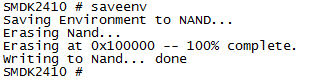 SMDK2410 # saveenv
Saving Environment to NAND...
Erasing Nand...
Erasing at 0x100000 -- 100% complete.
Writing to Nand... done
SMDK2410 #